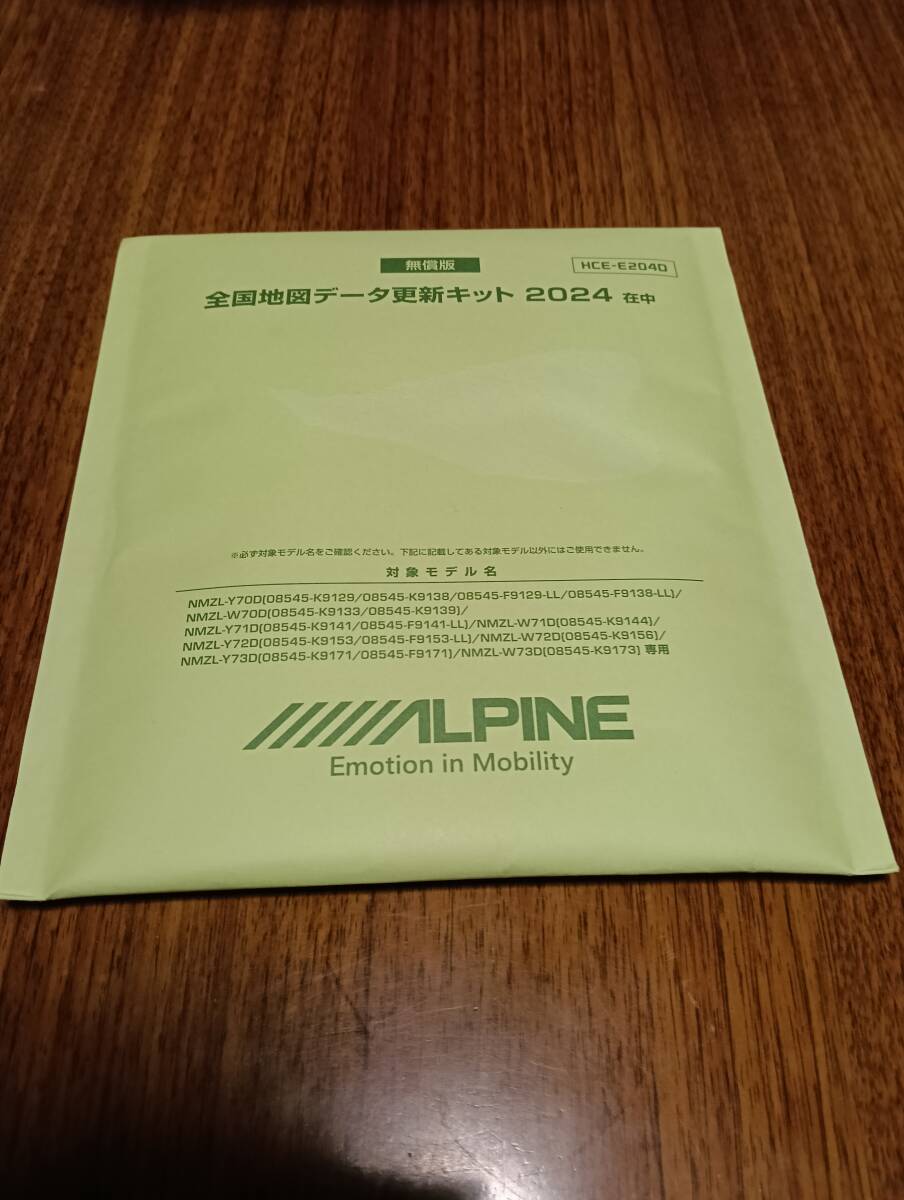 無償版
HCE-E204D
全国地図データ更新キット 2024 在中
※必ず対象モデル名をご確認ください。下記に記載してある対象モデル以外にはご使用できません。
対象モデル名
NMZL-Y70D(08545-K9129/08545-K9138/08545-F9129-LL/08545-F9138-LL)/
NMZL-W70D(08545-K9133/08545-K9139)/
NMZL-Y71D(08545-K9141/08545-F9141-LL)/NMZL-W71D(08545-K9144)/
NMZL-Y72D(08545-K9153/08545-F9153-LL)/NMZL-W72D(08545-K9156)/
NMZL-Y73D(08545-K9171/08545-F9171)/NMZL-W73D(08545-K9173) 専用
ALPINE
Emotion in Mobility